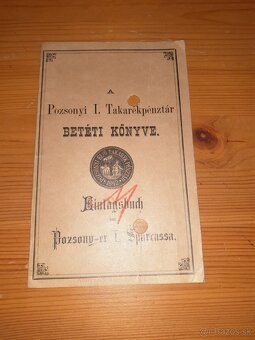 A
Pozsonyi I. Takarékpénztár
BETÉTI KÖNYVE.
Einlagsbuch
der
Pozsony-er I. Sparcassa.